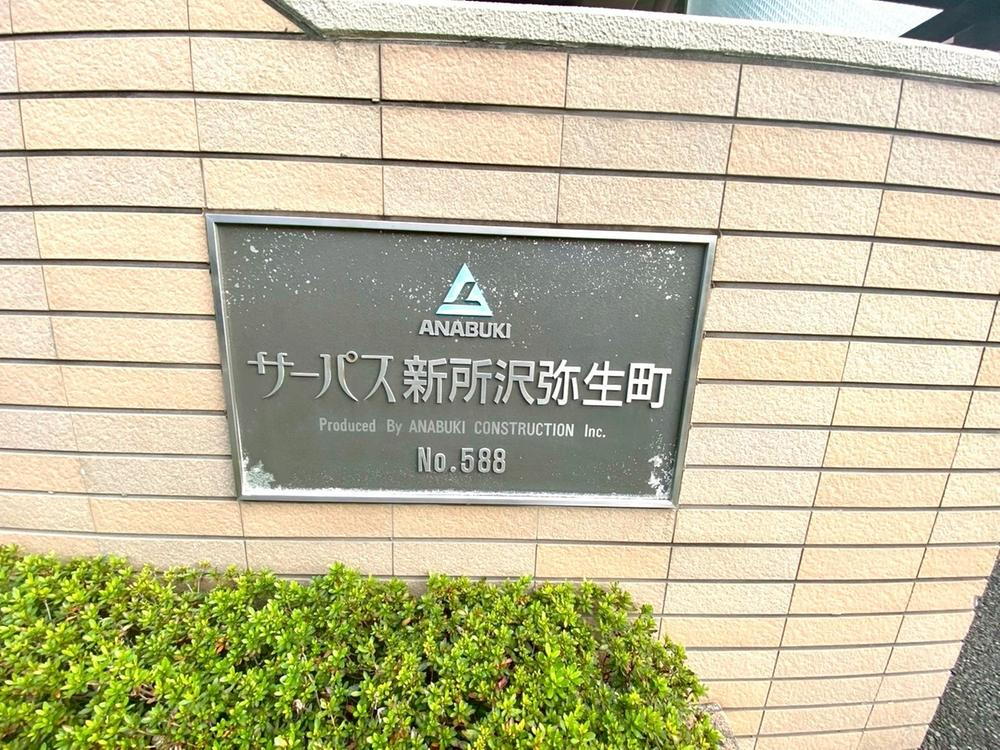 ANABUKI
サーパス新所沢弥生町
Produced By ANABUKI CONSTRUCTION Inc.
No.588